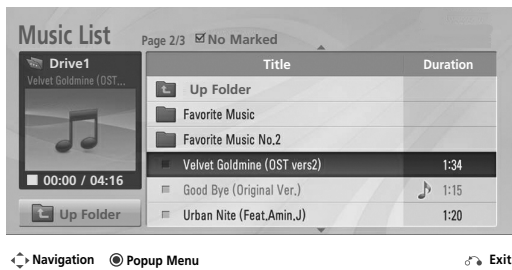 Music List
Page 2/3 No Marked
Drive1
Velvet Goldmine (OST...
00:00 / 04:16
Up Folder
Title Duration
Up Folder
Favorite Music
Favorite Music No.2
Velvet Goldmine (OST vers2) 1:34
Good Bye (Original Ver.) 1:15
Urban Nite (Feat.Amin.J) 1:20
Navigation Popup Menu Exit